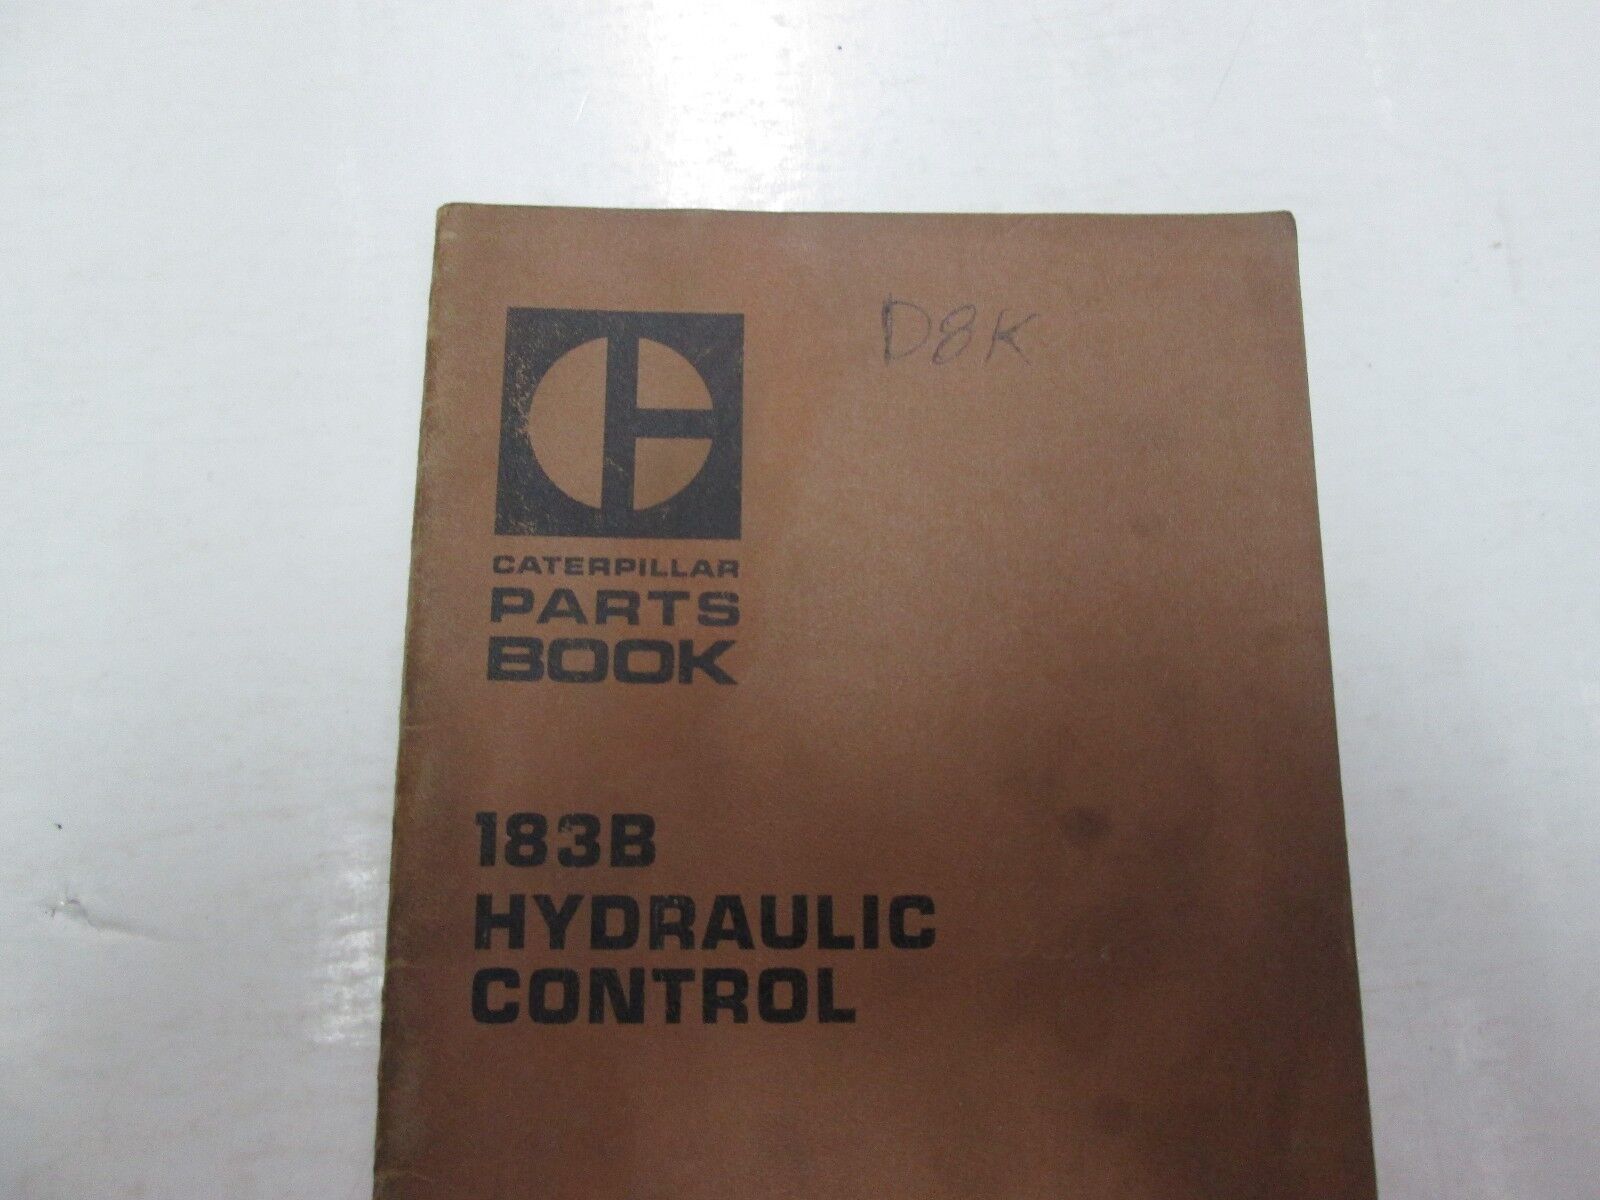 D8K
CATERPILLAR
PARTS
BOOK
183B
HYDRAULIC
CONTROL